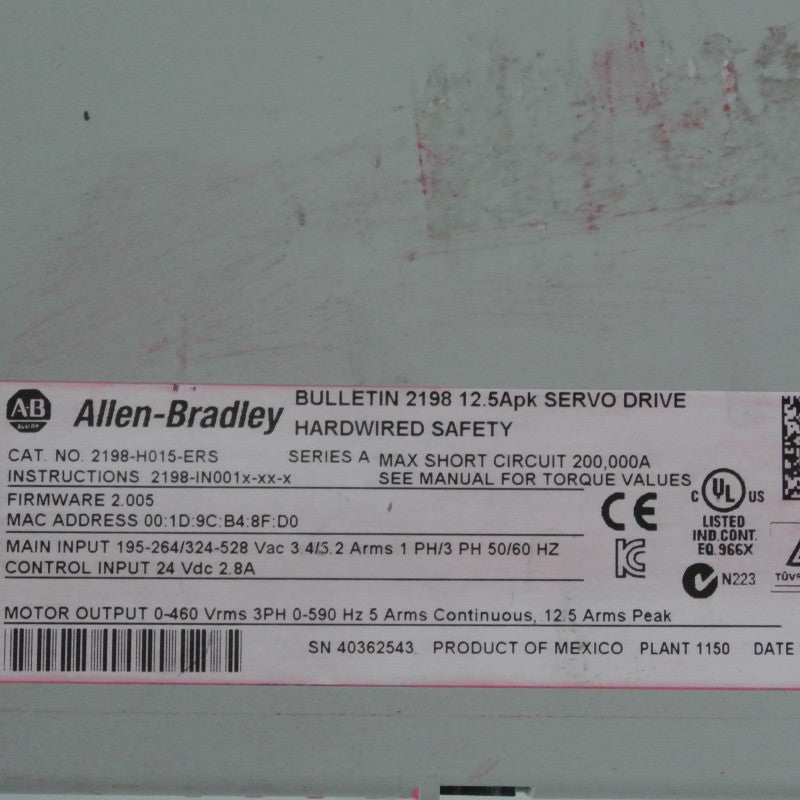 AB Allen-Bradley BULLETIN 2198 12.5Apk SERVO DRIVE
HARDWIRED SAFETY
CAT. NO. 2198-H015-ERS SERIES A MAX SHORT CIRCUIT 200,000A
INSTRUCTIONS 2198-IN001x-xx-x SEE MANUAL FOR TORQUE VALUES
FIRMWARE 2.005
MAC ADDRESS 00:1D:9C:B4:8F:D0
MAIN INPUT 195-264/324-528 Vac 3.4/5.2 Arms 1 PH/3 PH 50/60 HZ
CONTROL INPUT 24 Vdc 2.8A
CE
C UL US
LISTED
IND.CONT.
EQ.966X
KC
N223
TÜV
MOTOR OUTPUT 0-460 Vrms 3PH 0-590 Hz 5 Arms Continuous, 12.5 Arms Peak
SN 40362543 PRODUCT OF MEXICO PLANT 1150 DATE